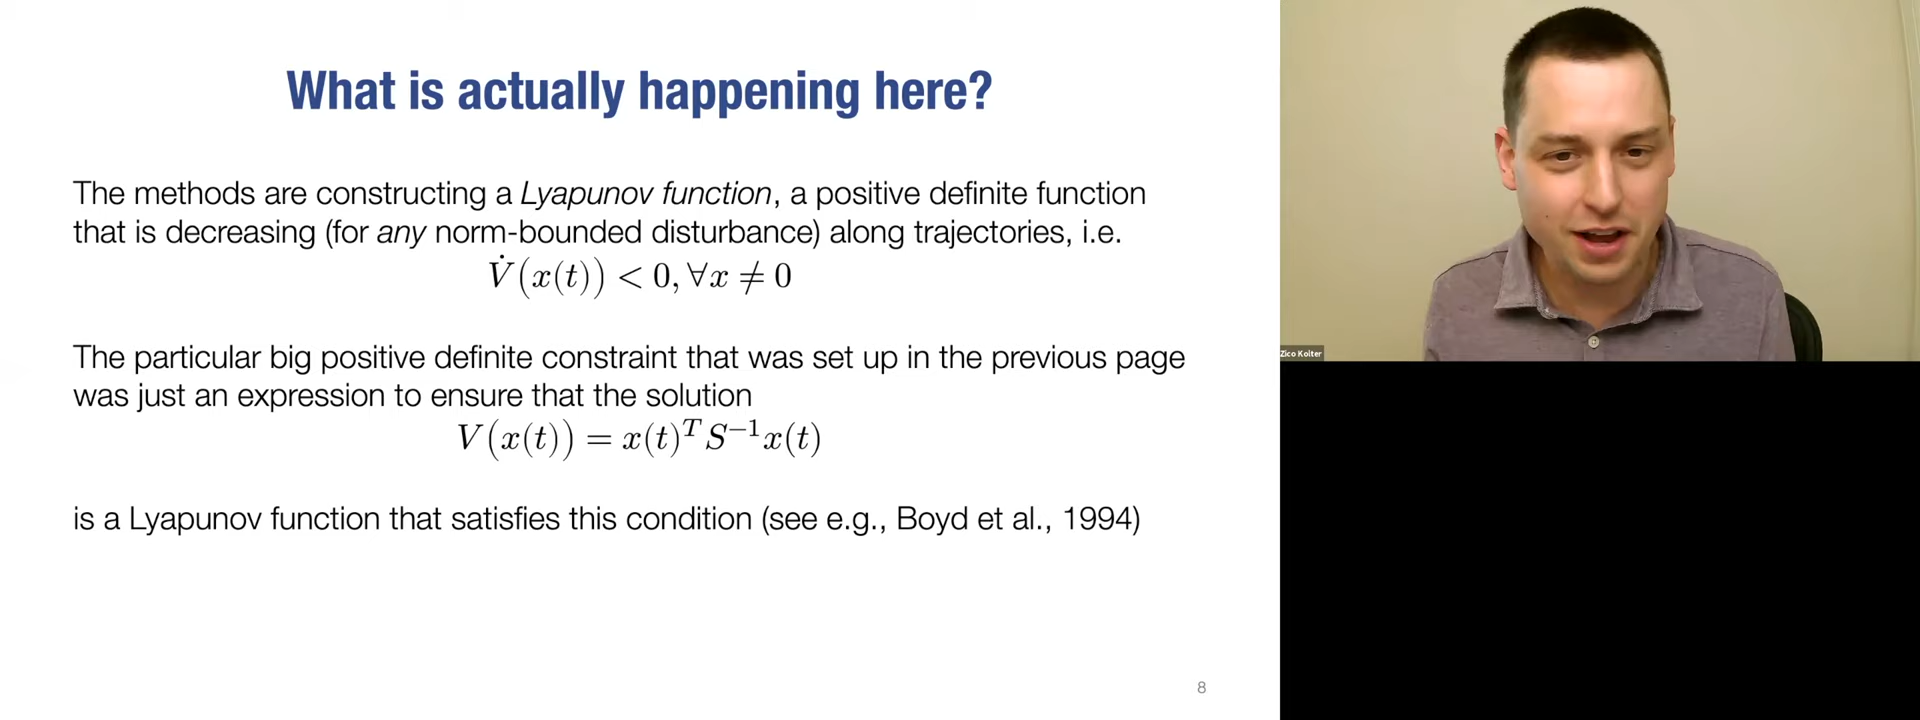 What is actually happening here?
The methods are constructing a Lyapunov function, a positive definite function
that is decreasing (for any norm-bounded disturbance) along trajectories, i.e.
V̇(x(t)) < 0, ∀x ≠ 0
The particular big positive definite constraint that was set up in the previous page
was just an expression to ensure that the solution
V(x(t)) = x(t)ᵀS⁻¹x(t)
is a Lyapunov function that satisfies this condition (see e.g., Boyd et al., 1994)
8
Zico Kolter